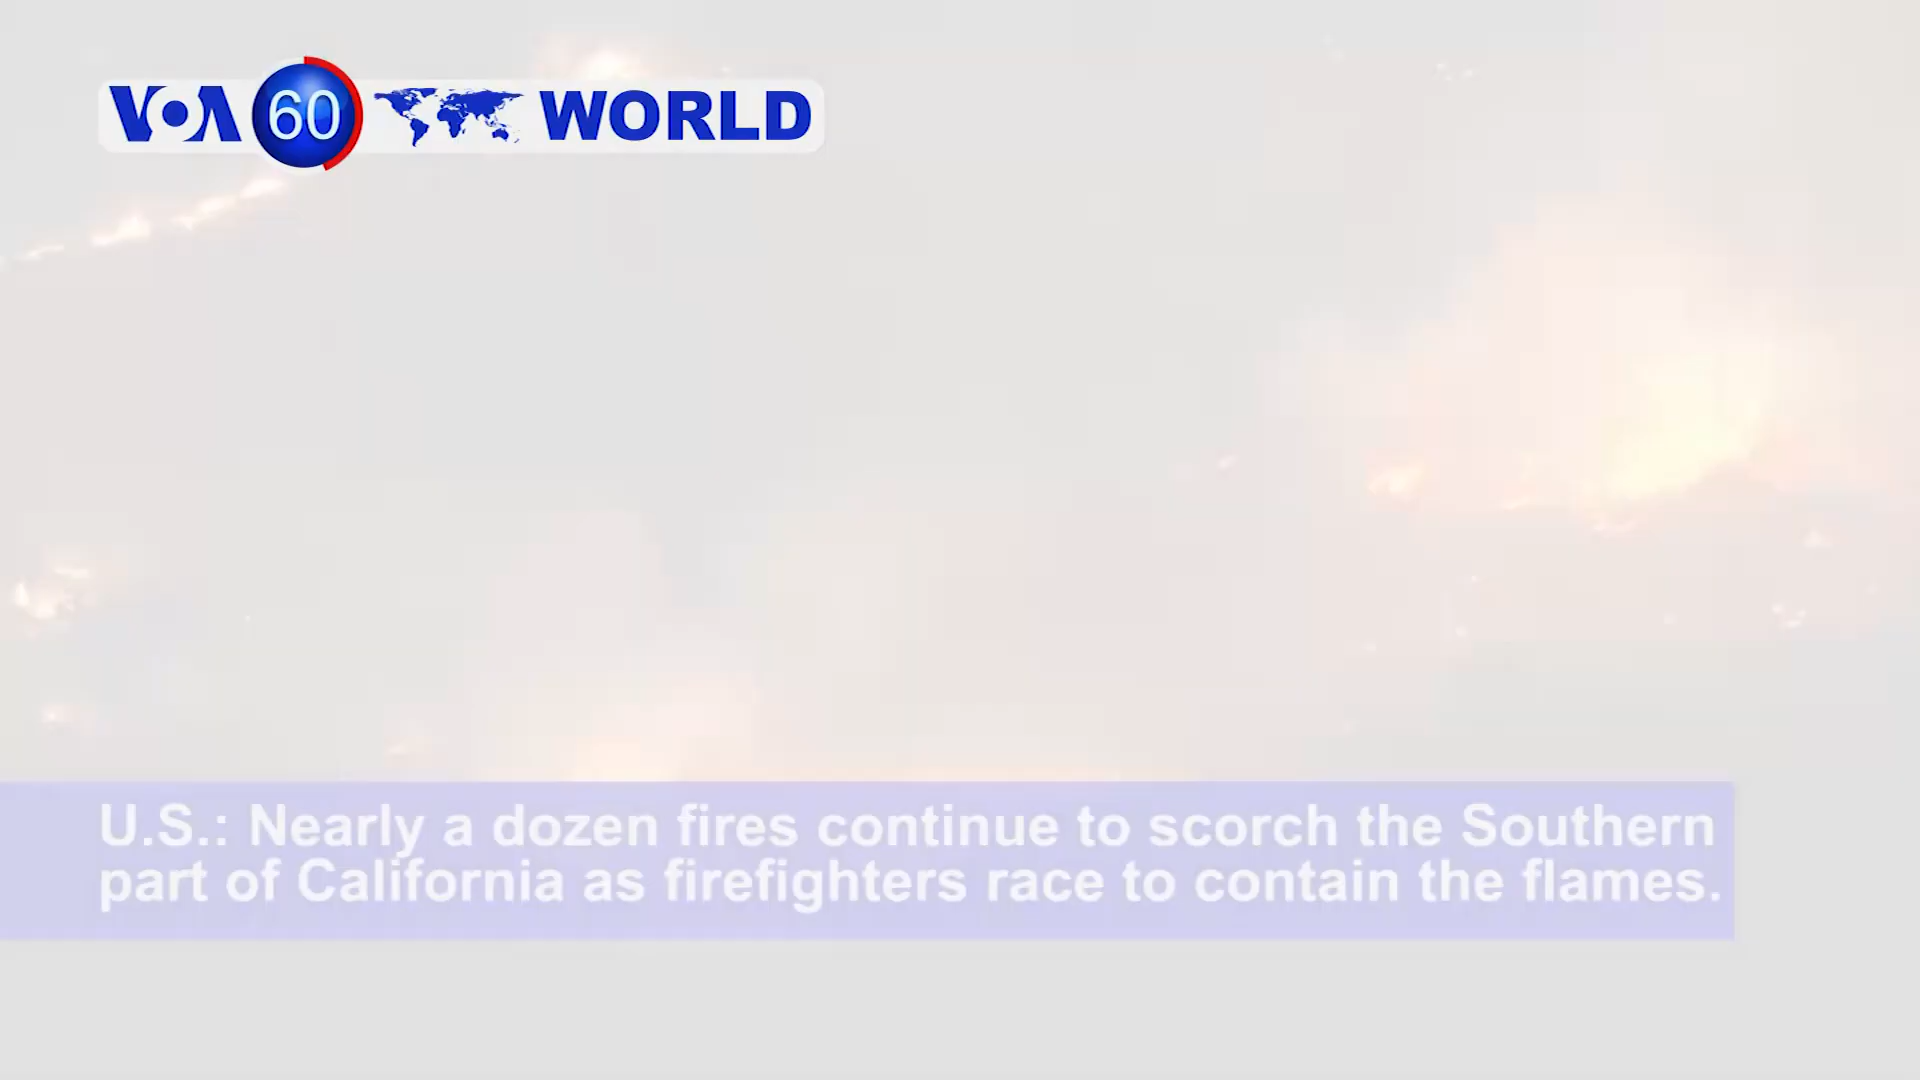 VOA 60 WORLD
U.S.: Nearly a dozen fires continue to scorch the Southern
part of California as firefighters race to contain the flames.